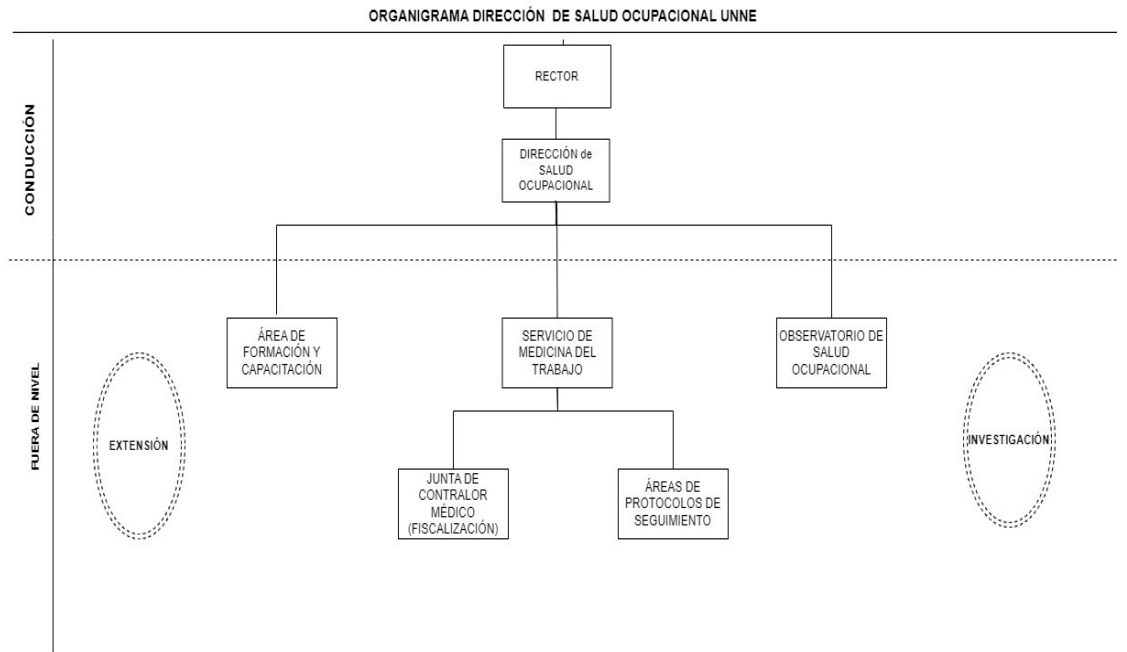 ORGANIGRAMA DIRECCIÓN DE SALUD OCUPACIONAL UNNE
CONDUCCIÓN
RECTOR
DIRECCIÓN de
SALUD
OCUPACIONAL
FUERA DE NIVEL
ÁREA DE
FORMACIÓN Y
CAPACITACIÓN
SERVICIO DE
MEDICINA DEL
TRABAJO
OBSERVATORIO DE
SALUD
OCUPACIONAL
EXTENSIÓN
INVESTIGACIÓN
JUNTA DE
CONTRALOR
MÉDICO
(FISCALIZACIÓN)
ÁREAS DE
PROTOCOLOS DE
SEGUIMIENTO